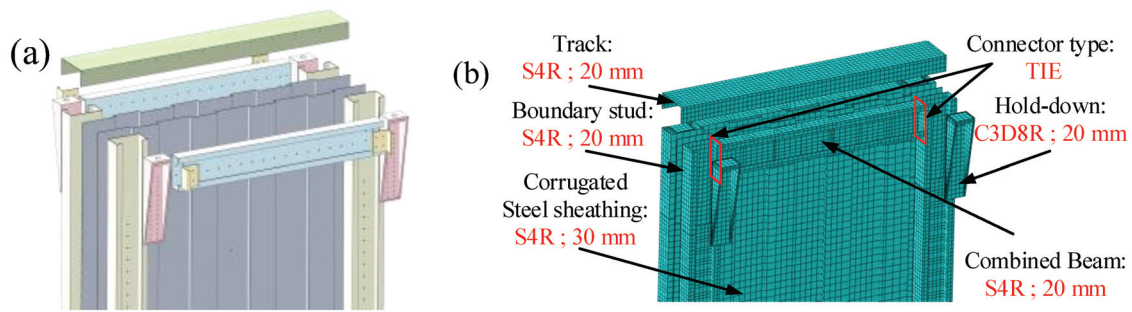 (a)
(b)
Track:
S4R ; 20 mm
Boundary stud:
S4R ; 20 mm
Corrugated
Steel sheathing:
S4R ; 30 mm
Connector type:
TIE
Hold-down:
C3D8R ; 20 mm
Combined Beam:
S4R ; 20 mm